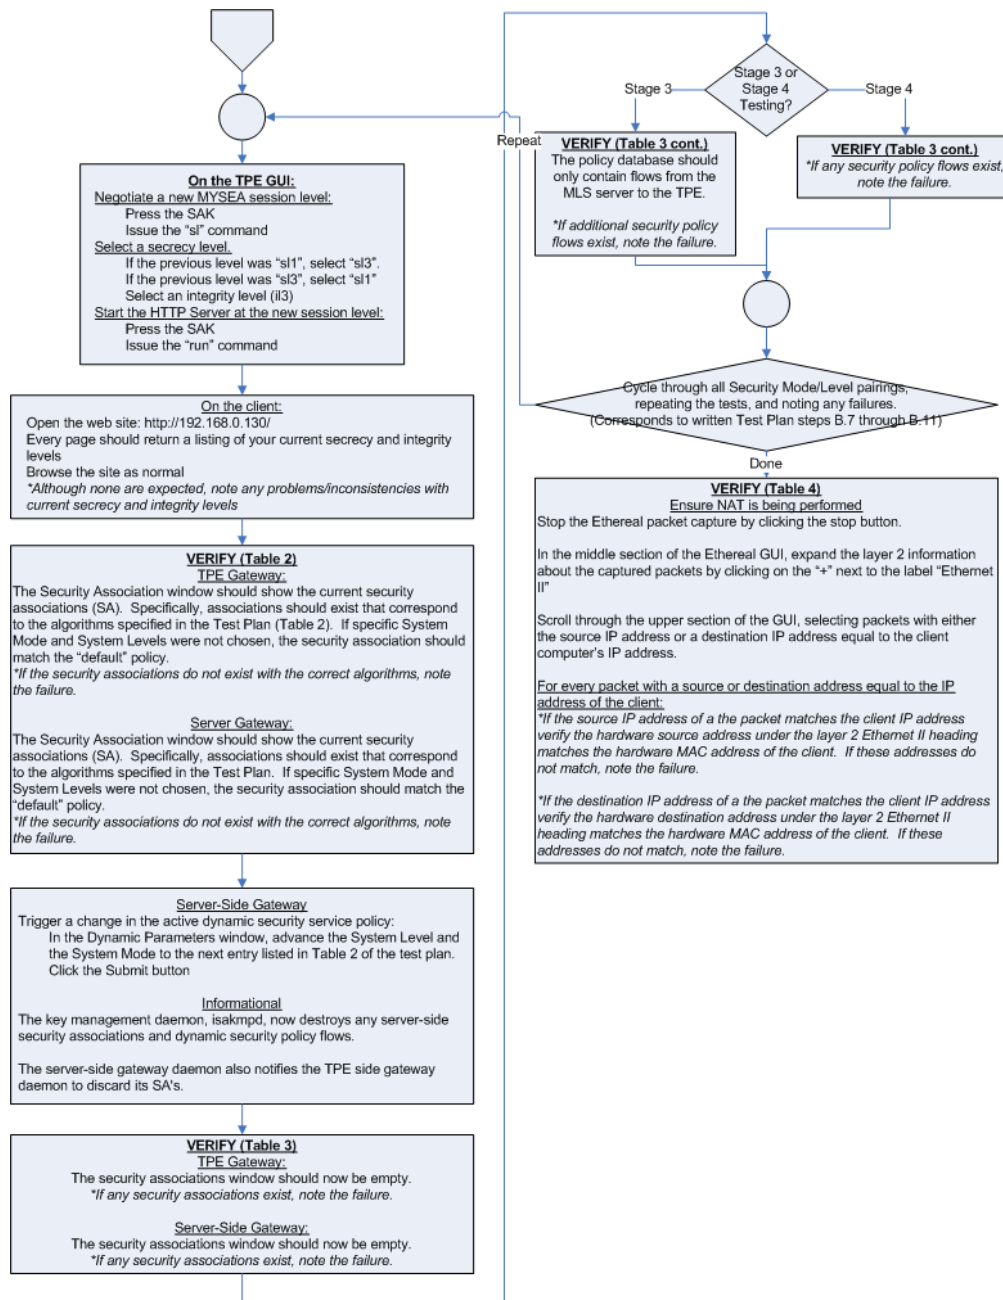 On the TPE GUI:
Negotiate a new MYSEA session level:
Press the SAK
Issue the "sl" command
Select a secrecy level.
If the previous level was "sl1", select "sl3".
If the previous level was "sl3", select "sl1"
Select an integrity level (il3)
Start the HTTP Server at the new session level:
Press the SAK
Issue the "run" command
On the client:
Open the web site: http://192.168.0.130/
Every page should return a listing of your current secrecy and integrity
levels
Browse the site as normal
*Although none are expected, note any problems/inconsistencies with
current secrecy and integrity levels
VERIFY (Table 2)
TPE Gateway:
The Security Association window should show the current security
associations (SA).  Specifically, associations should exist that correspond
to the algorithms specified in the Test Plan (Table 2).  If specific System
Mode and System Levels were not chosen, the security association should
match the "default" policy.
*If the security associations do not exist with the correct algorithms, note
the failure.
Server Gateway:
The Security Association window should show the current security
associations (SA).  Specifically, associations should exist that correspond
to the algorithms specified in the Test Plan.  If specific System Mode and
System Levels were not chosen, the security association should match the
"default" policy.
*If the security associations do not exist with the correct algorithms, note
the failure.
Server-Side Gateway
Trigger a change in the active dynamic security service policy:
In the Dynamic Parameters window, advance the System Level and
the System Mode to the next entry listed in Table 2 of the test plan.
Click the Submit button
Informational
The key management daemon, isakmpd, now destroys any server-side
security associations and dynamic security policy flows.
The server-side gateway daemon also notifies the TPE side gateway
daemon to discard its SA's.
VERIFY (Table 3)
TPE Gateway:
The security associations window should now be empty.
*If any security associations exist, note the failure.
Server-Side Gateway:
The security associations window should now be empty.
*If any security associations exist, note the failure.
Stage 3 or
Stage 4
Testing?
Stage 3
Stage 4
VERIFY (Table 3 cont.)
The policy database should
only contain flows from the
MLS server to the TPE.
*If additional security policy
flows exist, note the failure.
VERIFY (Table 3 cont.)
*If any security policy flows exist,
note the failure.
Repeat
Cycle through all Security Mode/Level pairings,
repeating the tests, and noting any failures.
(Corresponds to written Test Plan steps B.7 through B.11)
Done
VERIFY (Table 4)
Ensure NAT is being performed
Stop the Ethereal packet capture by clicking the stop button.
In the middle section of the Ethereal GUI, expand the layer 2 information
about the captured packets by clicking on the "+" next to the label "Ethernet
II"
Scroll through the upper section of the GUI, selecting packets with either
the source IP address or a destination IP address equal to the client
computer's IP address.
For every packet with a source or destination address equal to the IP
address of the client:
*If the source IP address of a the packet matches the client IP address
verify the hardware source address under the layer 2 Ethernet II heading
matches the hardware MAC address of the client.  If these addresses do
not match, note the failure.
*If the destination IP address of a the packet matches the client IP address
verify the hardware destination address under the layer 2 Ethernet II
heading matches the hardware MAC address of the client.  If these
addresses do not match, note the failure.